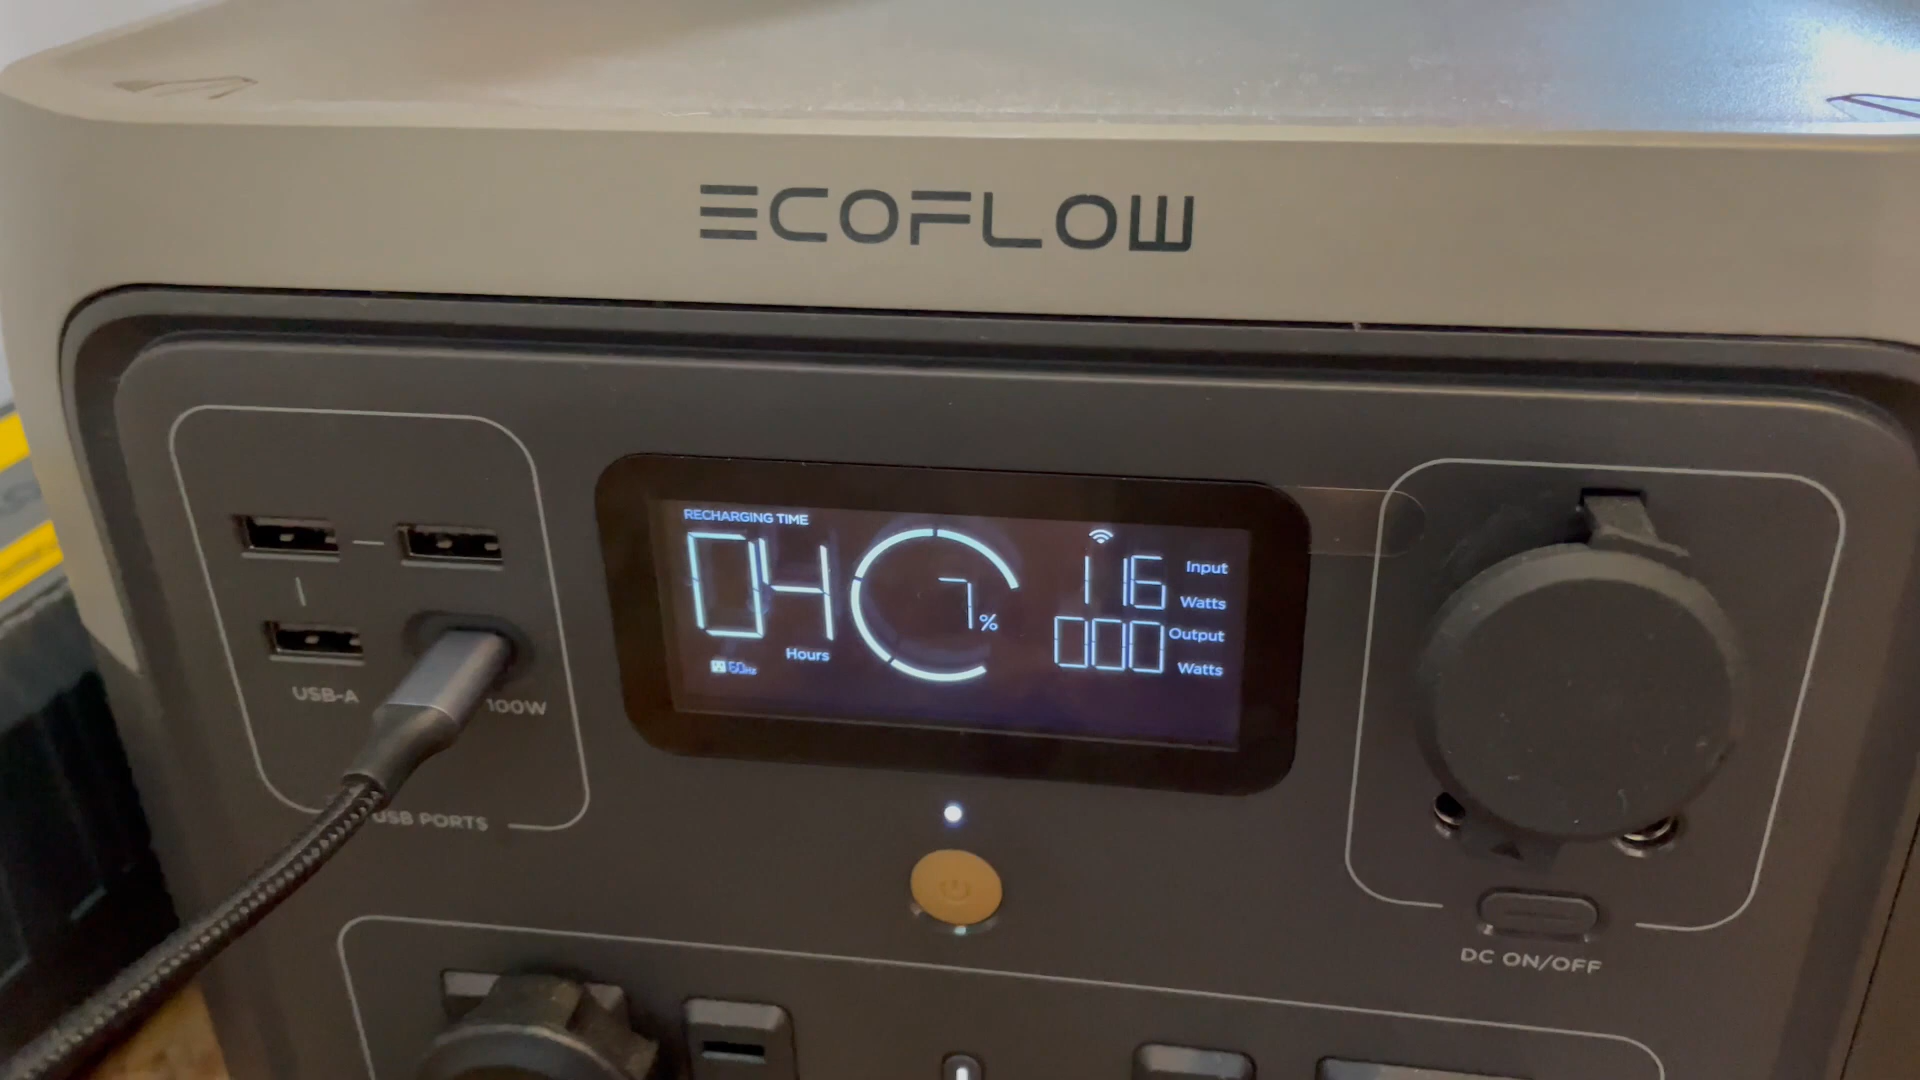 ECOFLOW
RECHARGING TIME
04
Hours
60Hz
7%
116 Input
Watts
000 Output
Watts
USB-A
100W
USB PORTS
DC ON/OFF